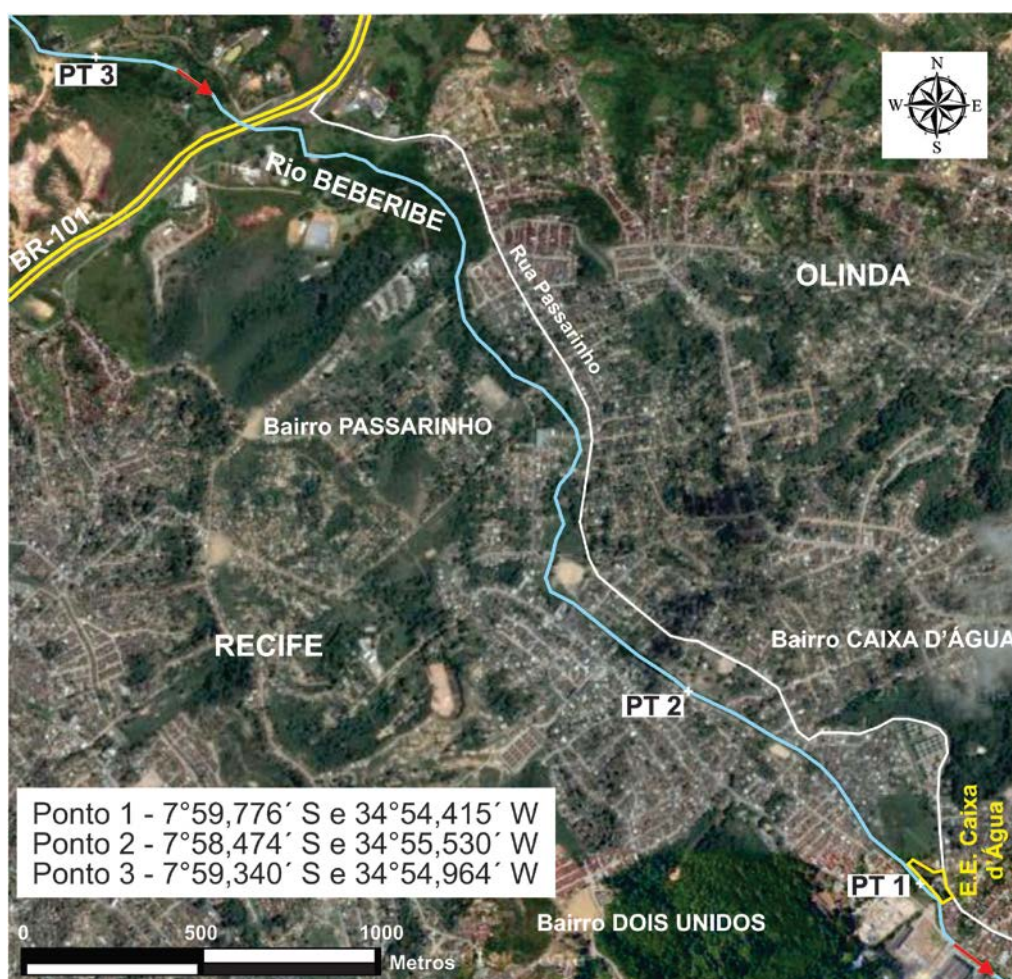 PT 3
N
W E
S
BR-101
Rio BEBERIBE
Rua Passarinho
OLINDA
Bairro PASSARINHO
RECIFE
Bairro CAIXA D'ÁGUA
PT 2
Ponto 1 - 7°59,776´ S e 34°54,415´ W
Ponto 2 - 7°58,474´ S e 34°55,530´ W
Ponto 3 - 7°59,340´ S e 34°54,964´ W
PT 1
E.E. Caixa
d'Água
Bairro DOIS UNIDOS
0 500 1000
Metros